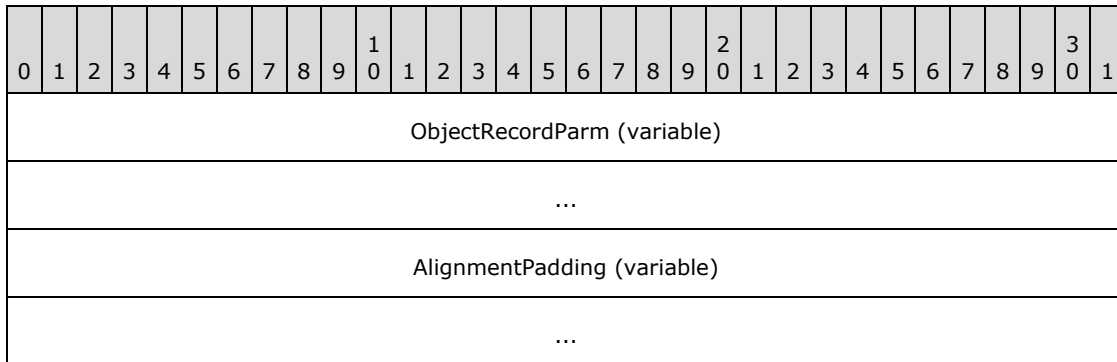 1 2 3
0 1 2 3 4 5 6 7 8 9 0 1 2 3 4 5 6 7 8 9 0 1 2 3 4 5 6 7 8 9 0 1
ObjectRecordParm (variable)
...
AlignmentPadding (variable)
...